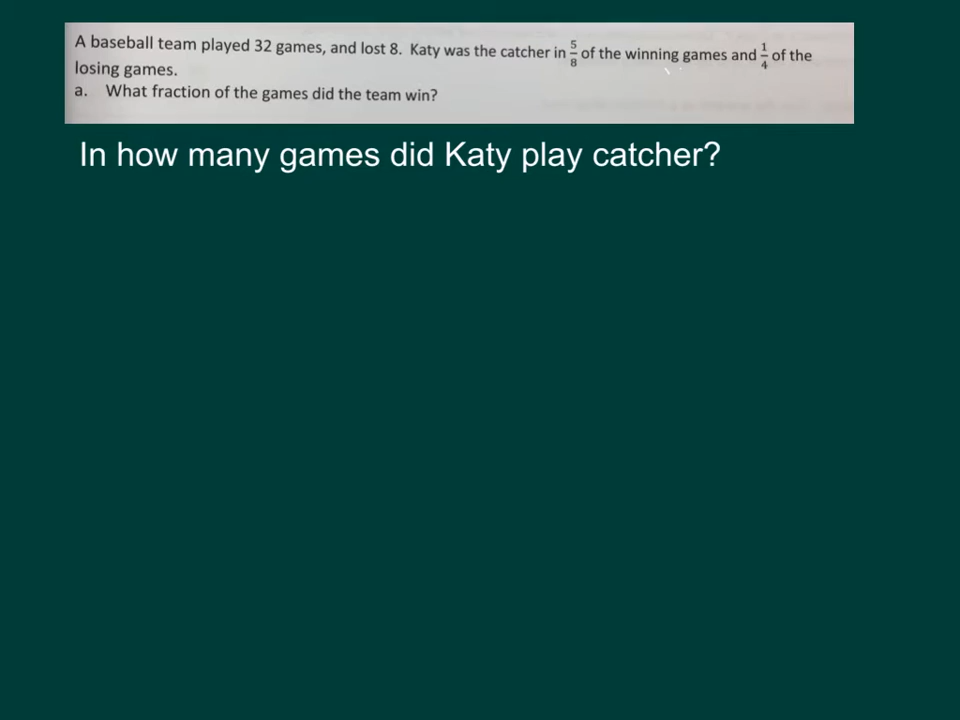 A baseball team played 32 games, and lost 8. Katy was the catcher in 5/8 of the winning games and 1/4 of the
losing games.
a. What fraction of the games did the team win?
In how many games did Katy play catcher?